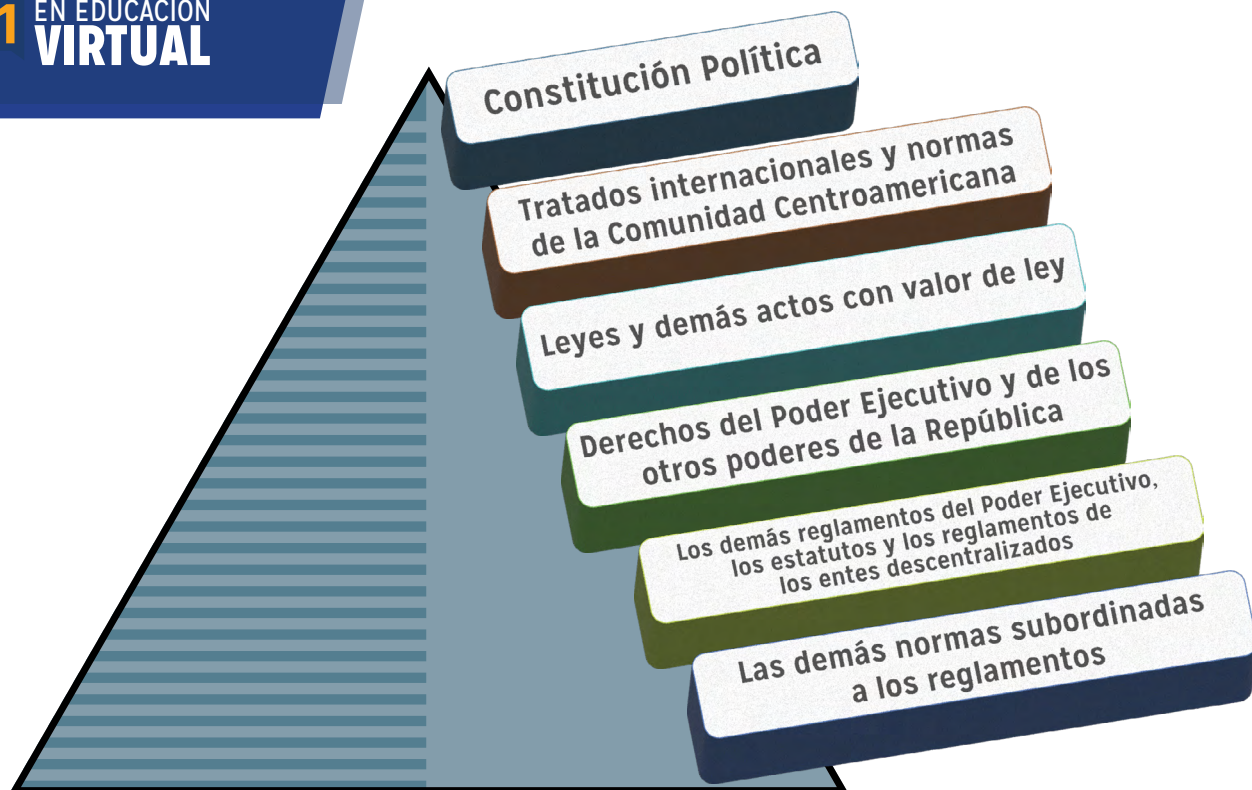 1
EN EDUCACIÓN
VIRTUAL
Constitución Política
Tratados internacionales y normas
de la Comunidad Centroamericana
Leyes y demás actos con valor de ley
Derechos del Poder Ejecutivo y de los
otros poderes de la República
Los demás reglamentos del Poder Ejecutivo,
los estatutos y los reglamentos de
los entes descentralizados
Las demás normas subordinadas
a los reglamentos